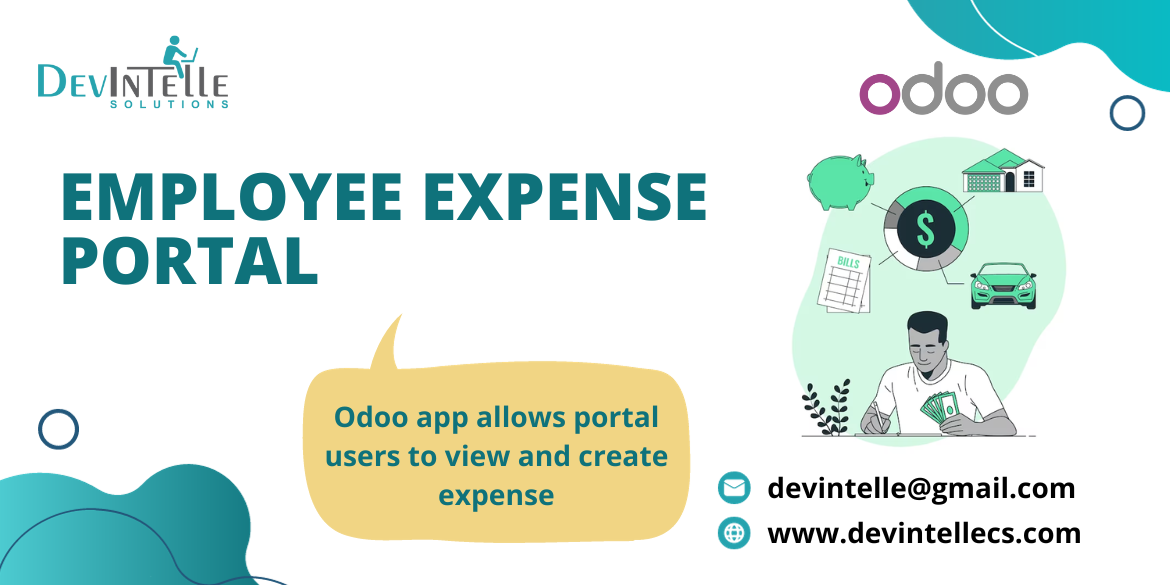 DEVINTELLE
SOLUTIONS
odoo
EMPLOYEE EXPENSE
PORTAL
$
BILLS
Odoo app allows portal
users to view and create
expense
devintelle@gmail.com
www.devintellecs.com